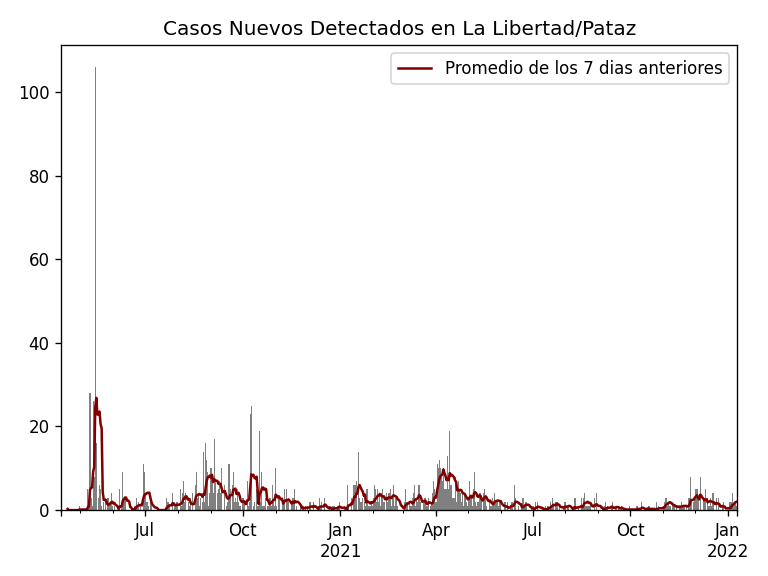 Casos Nuevos Detectados en La Libertad/Pataz
Promedio de los 7 dias anteriores
100
80
60
40
20
0
Jul Oct Jan Apr Jul Oct Jan
2021 2022